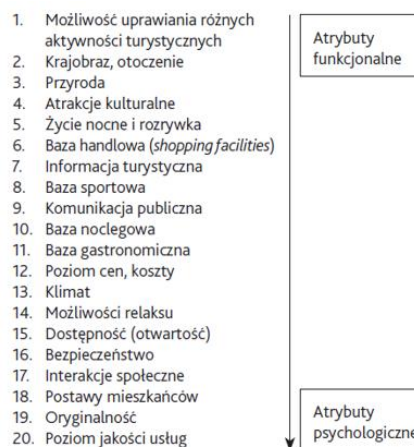 1. Możliwość uprawiania różnych
aktywności turystycznych
2. Krajobraz, otoczenie
3. Przyroda
4. Atrakcje kulturalne
5. Życie nocne i rozrywka
6. Baza handlowa (shopping facilities)
7. Informacja turystyczna
8. Baza sportowa
9. Komunikacja publiczna
10. Baza noclegowa
11. Baza gastronomiczna
12. Poziom cen, koszty
13. Klimat
14. Możliwości relaksu
15. Dostępność (otwartość)
16. Bezpieczeństwo
17. Interakcje społeczne
18. Postawy mieszkańców
19. Oryginalność
20. Poziom jakości usług
Atrybuty
funkcjonalne
Atrybuty
psychologiczne